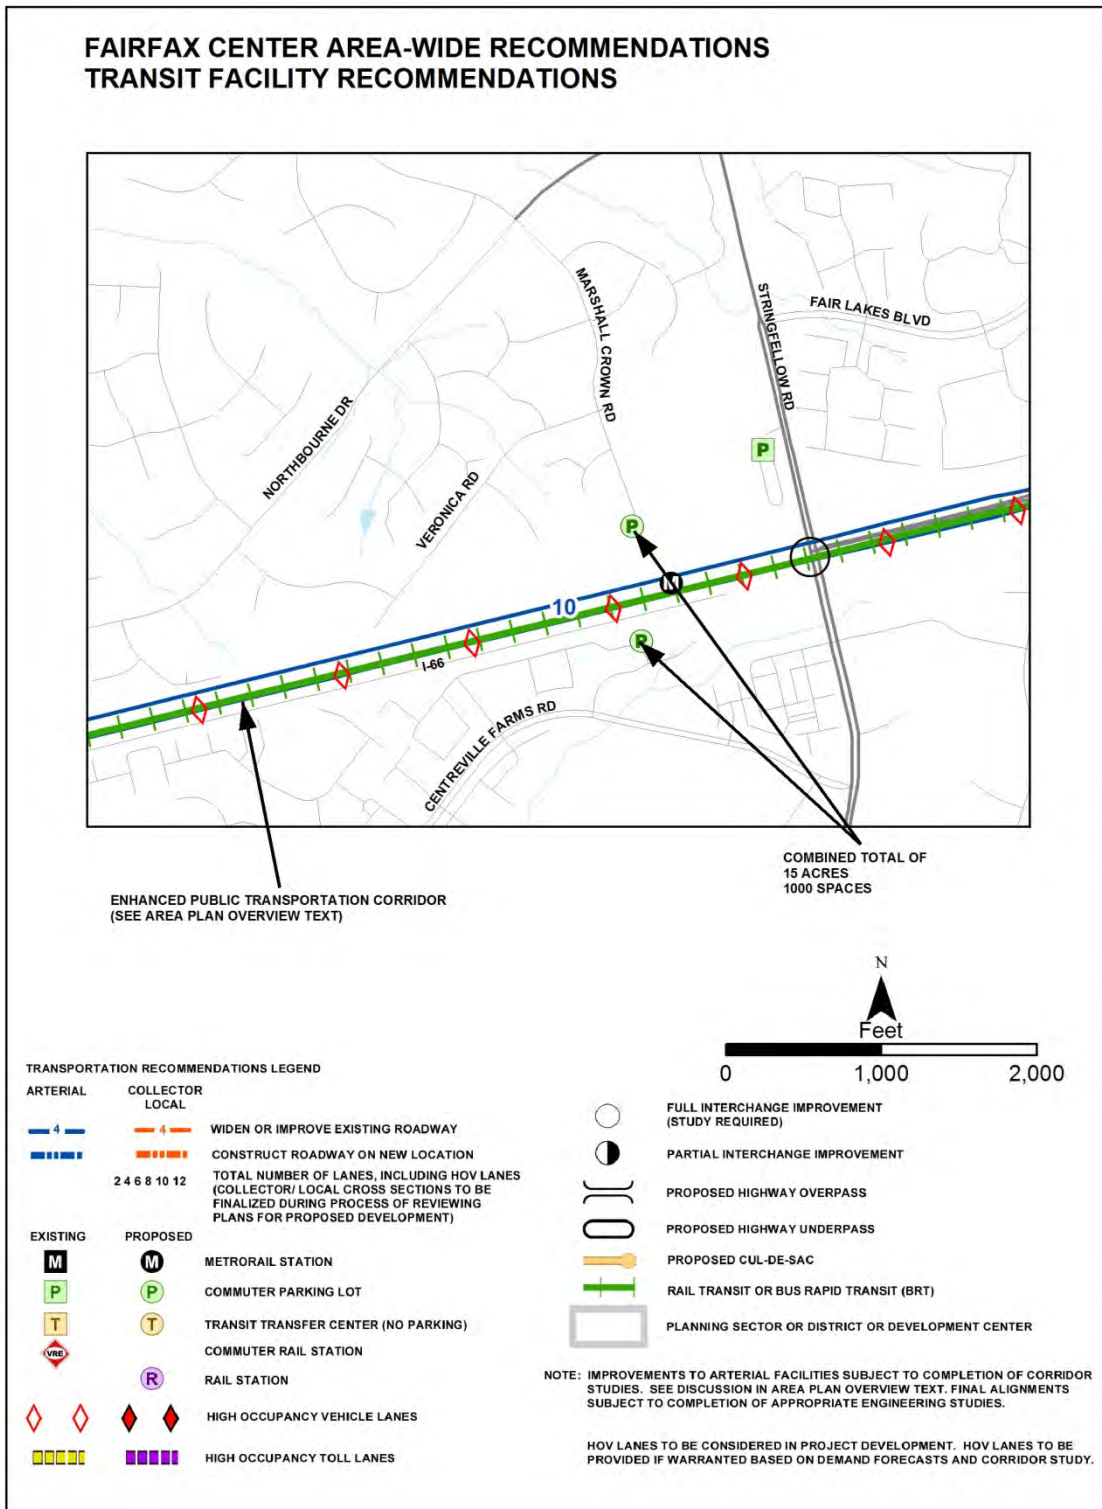 FAIRFAX CENTER AREA-WIDE RECOMMENDATIONS
TRANSIT FACILITY RECOMMENDATIONS
MARSHALL CROWN RD
STRINGFELLOW RD
FAIR LAKES BLVD
NORTHBOURNE DR
VERONICA RD
P
P
M
10
P
I-66
CENTREVILLE FARMS RD
COMBINED TOTAL OF
15 ACRES
1000 SPACES
ENHANCED PUBLIC TRANSPORTATION CORRIDOR
(SEE AREA PLAN OVERVIEW TEXT)
N
Feet
0 1,000 2,000
TRANSPORTATION RECOMMENDATIONS LEGEND
ARTERIAL COLLECTOR
LOCAL
4 4 WIDEN OR IMPROVE EXISTING ROADWAY
CONSTRUCT ROADWAY ON NEW LOCATION
2 4 6 8 10 12 TOTAL NUMBER OF LANES, INCLUDING HOV LANES
(COLLECTOR/ LOCAL CROSS SECTIONS TO BE
FINALIZED DURING PROCESS OF REVIEWING
PLANS FOR PROPOSED DEVELOPMENT)
EXISTING PROPOSED
M M METRORAIL STATION
P P COMMUTER PARKING LOT
T T TRANSIT TRANSFER CENTER (NO PARKING)
VRE COMMUTER RAIL STATION
R RAIL STATION
HIGH OCCUPANCY VEHICLE LANES
HIGH OCCUPANCY TOLL LANES
FULL INTERCHANGE IMPROVEMENT
(STUDY REQUIRED)
PARTIAL INTERCHANGE IMPROVEMENT
PROPOSED HIGHWAY OVERPASS
PROPOSED HIGHWAY UNDERPASS
PROPOSED CUL-DE-SAC
RAIL TRANSIT OR BUS RAPID TRANSIT (BRT)
PLANNING SECTOR OR DISTRICT OR DEVELOPMENT CENTER
NOTE: IMPROVEMENTS TO ARTERIAL FACILITIES SUBJECT TO COMPLETION OF CORRIDOR
STUDIES. SEE DISCUSSION IN AREA PLAN OVERVIEW TEXT. FINAL ALIGNMENTS
SUBJECT TO COMPLETION OF APPROPRIATE ENGINEERING STUDIES.
HOV LANES TO BE CONSIDERED IN PROJECT DEVELOPMENT. HOV LANES TO BE
PROVIDED IF WARRANTED BASED ON DEMAND FORECASTS AND CORRIDOR STUDY.